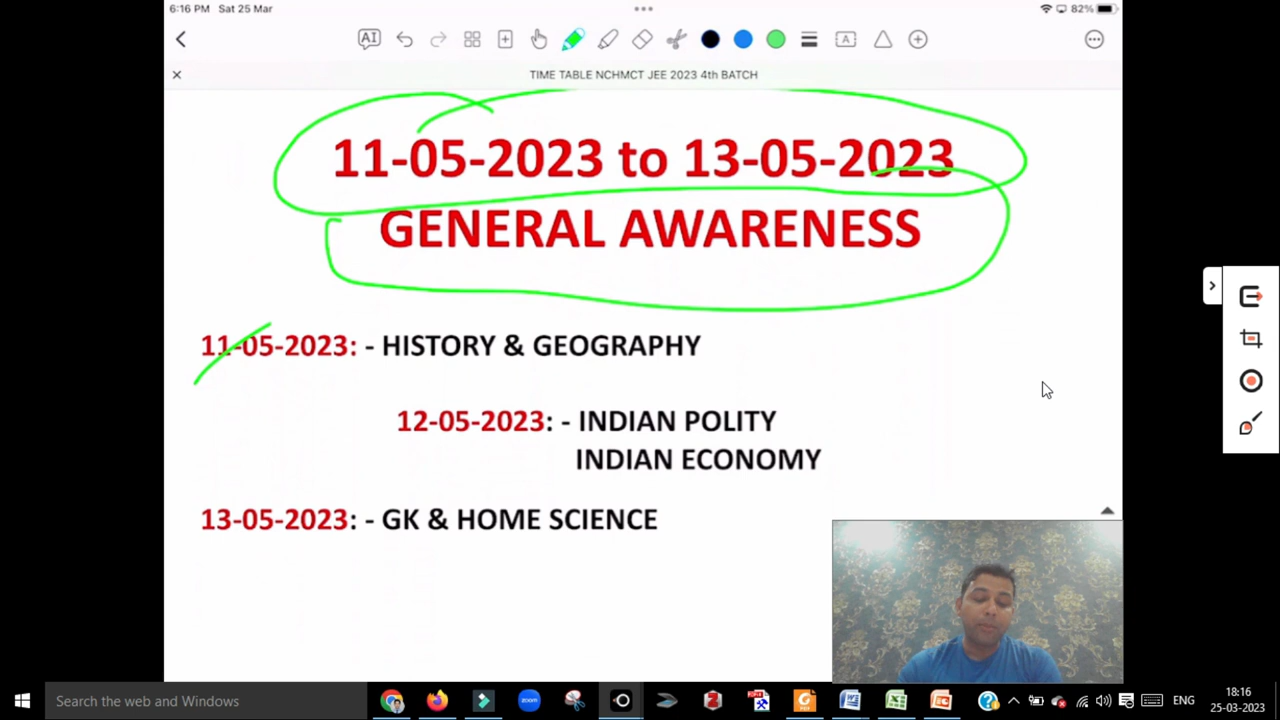 6:16 PM Sat 25 Mar
82%
AI
A
TIME TABLE NCHMCT JEE 2023 4th BATCH
11-05-2023 to 13-05-2023
GENERAL AWARENESS
11-05-2023: - HISTORY & GEOGRAPHY
12-05-2023: - INDIAN POLITY
INDIAN ECONOMY
13-05-2023: - GK & HOME SCIENCE
Search the web and Windows
zoom
ENG
18:16
25-03-2023